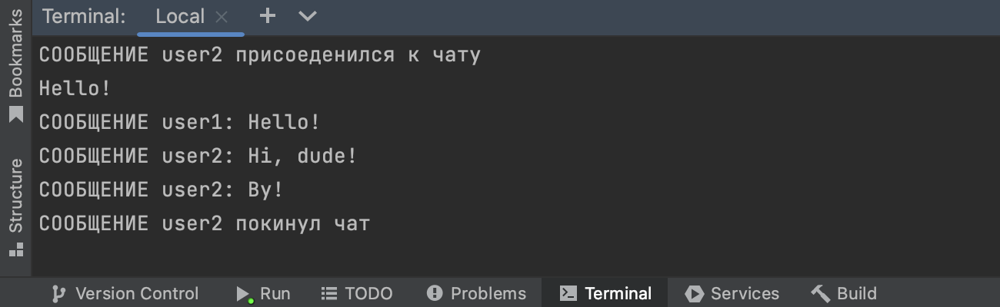 Terminal: Local
СООБЩЕНИЕ user2 присоеденился к чату
Hello!
СООБЩЕНИЕ user1: Hello!
СООБЩЕНИЕ user2: Hi, dude!
СООБЩЕНИЕ user2: By!
СООБЩЕНИЕ user2 покинул чат
Bookmarks
Structure
Version Control Run TODO Problems Terminal Services Build